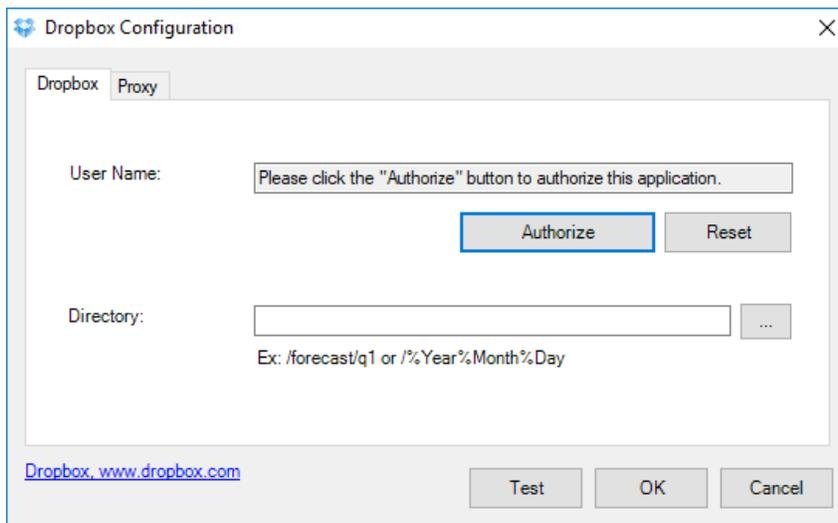 Dropbox Configuration
Dropbox Proxy
User Name: Please click the "Authorize" button to authorize this application.
Authorize Reset
Directory: ...
Ex: /forecast/q1 or /%Year%Month%Day
Dropbox, www.dropbox.com
Test OK Cancel